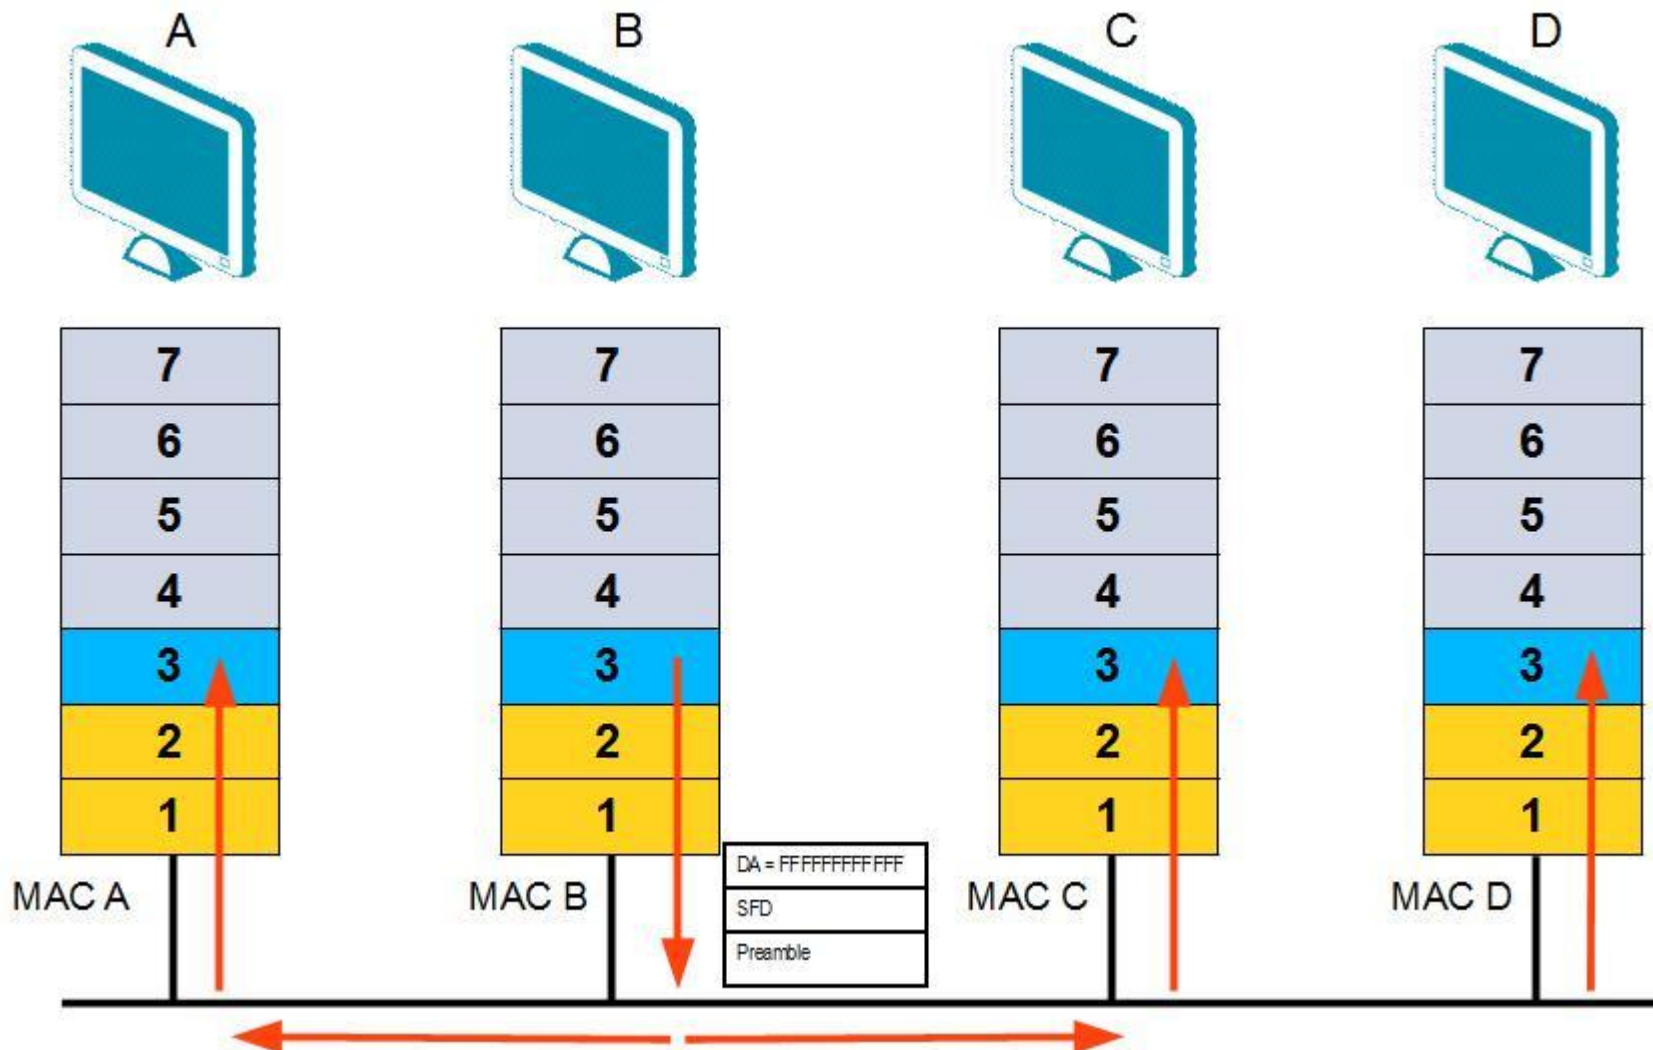 A B C D
7 7 7 7
6 6 6 6
5 5 5 5
4 4 4 4
3 3 3 3
2 2 2 2
1 1 1 1
DA = FFFFFFFFFFFF
MAC A MAC B MAC C MAC D
SFD
Preamble